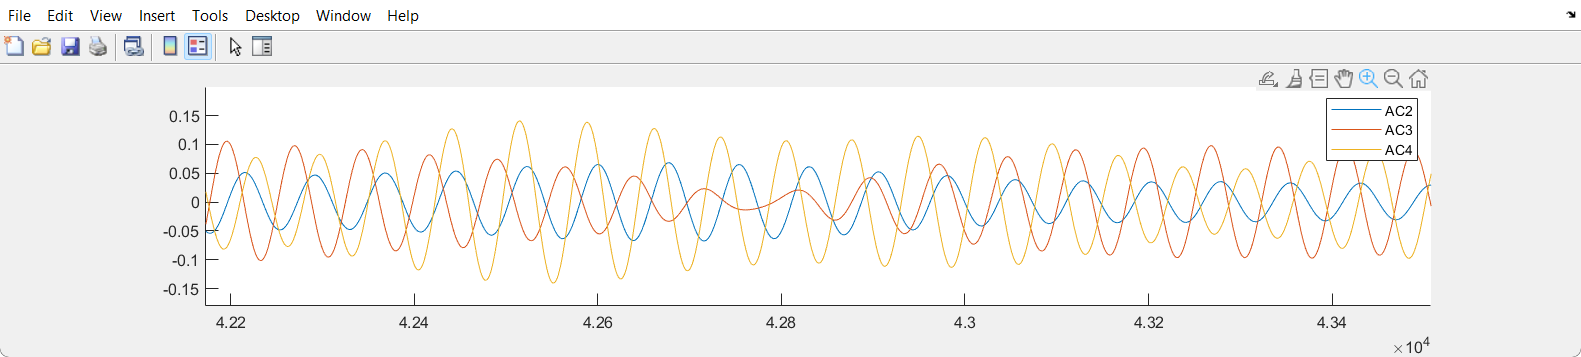 File Edit View Insert Tools Desktop Window Help
AC2
AC3
AC4
0.15
0.1
0.05
0
-0.05
-0.1
-0.15
4.22 4.24 4.26 4.28 4.3 4.32 4.34
×10⁴